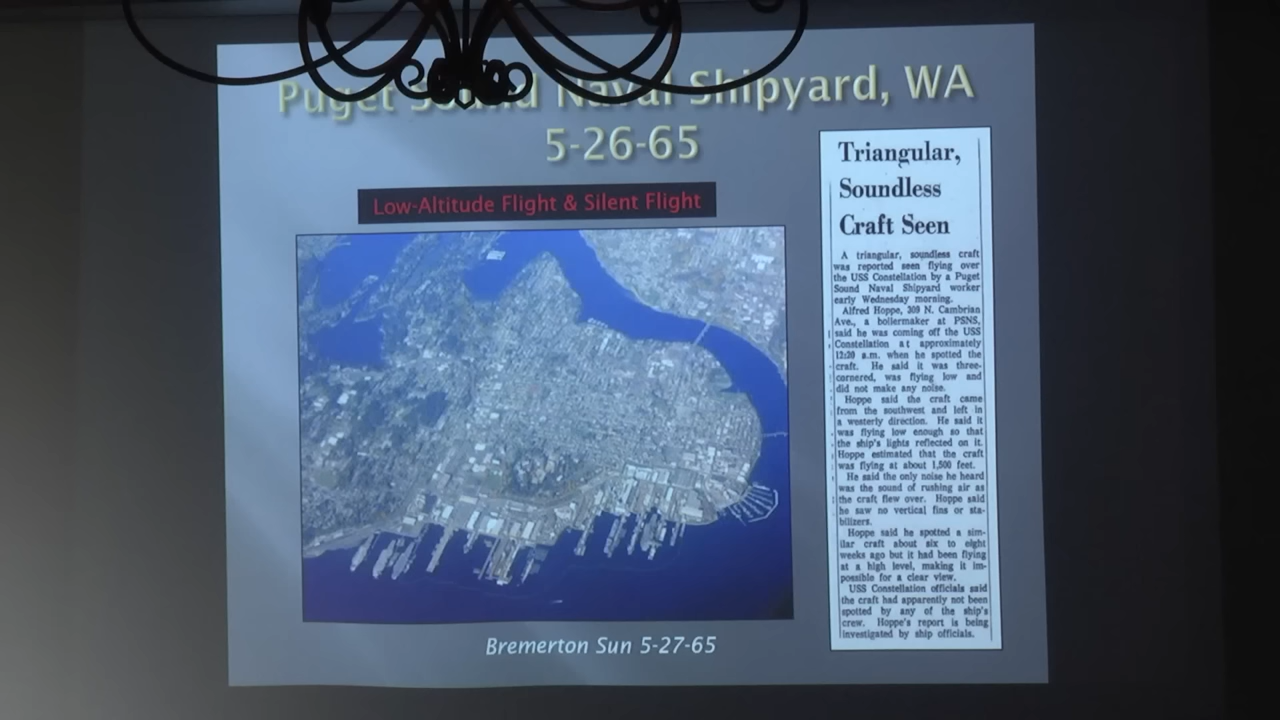 Puget Sound Naval Shipyard, WA
5-26-65
Low-Altitude Flight & Silent Flight
Triangular,
Soundless
Craft Seen
A triangular, soundless craft
was reported seen flying over
the USS Constellation by a Puget
Sound Naval Shipyard worker
early Wednesday morning.
Alfred Hoppe, 309 N. Cambrian
Ave., a boilermaker at PSNS,
said he was coming off the USS
Constellation at approximately
12:20 a.m. when he spotted the
craft. He said it was three-
cornered, was flying low and
did not make any noise.
Hoppe said the craft came
from the southwest and left in
a westerly direction. He said it
was flying low enough so that
the ship's lights reflected on it.
Hoppe estimated that the craft
was flying at about 1,500 feet.
He said the only noise he heard
was the sound of rushing air as
the craft flew over. Hoppe said
he saw no vertical fins or sta-
bilizers.
Hoppe said he spotted a sim-
ilar craft about six to eight
weeks ago but it had been flying
at a high level, making it im-
possible for a clear view.
USS Constellation officials said
the craft had apparently not been
spotted by any of the ship's
crew. Hoppe's report is being
investigated by ship officials.
Bremerton Sun 5-27-65